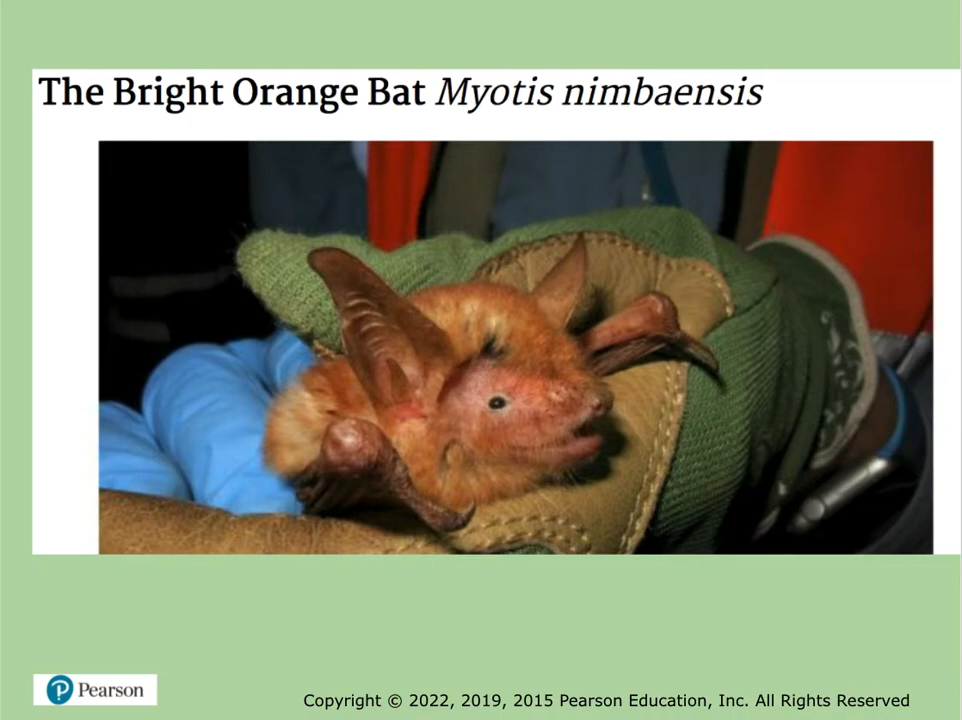 The Bright Orange Bat Myotis nimbaensis
Pearson
Copyright © 2022, 2019, 2015 Pearson Education, Inc. All Rights Reserved